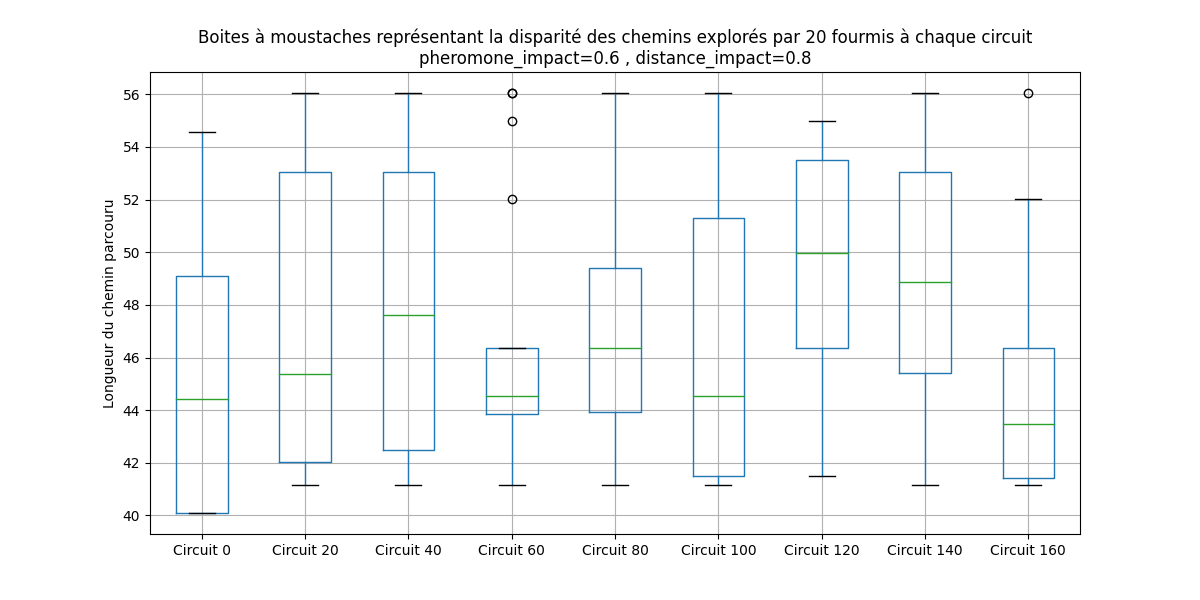 Boites à moustaches représentant la disparité des chemins explorés par 20 fourmis à chaque circuit
pheromone_impact=0.6 , distance_impact=0.8
56
54
52
50
48
46
44
42
40
Longueur du chemin parcouru
Circuit 0 Circuit 20 Circuit 40 Circuit 60 Circuit 80 Circuit 100 Circuit 120 Circuit 140 Circuit 160